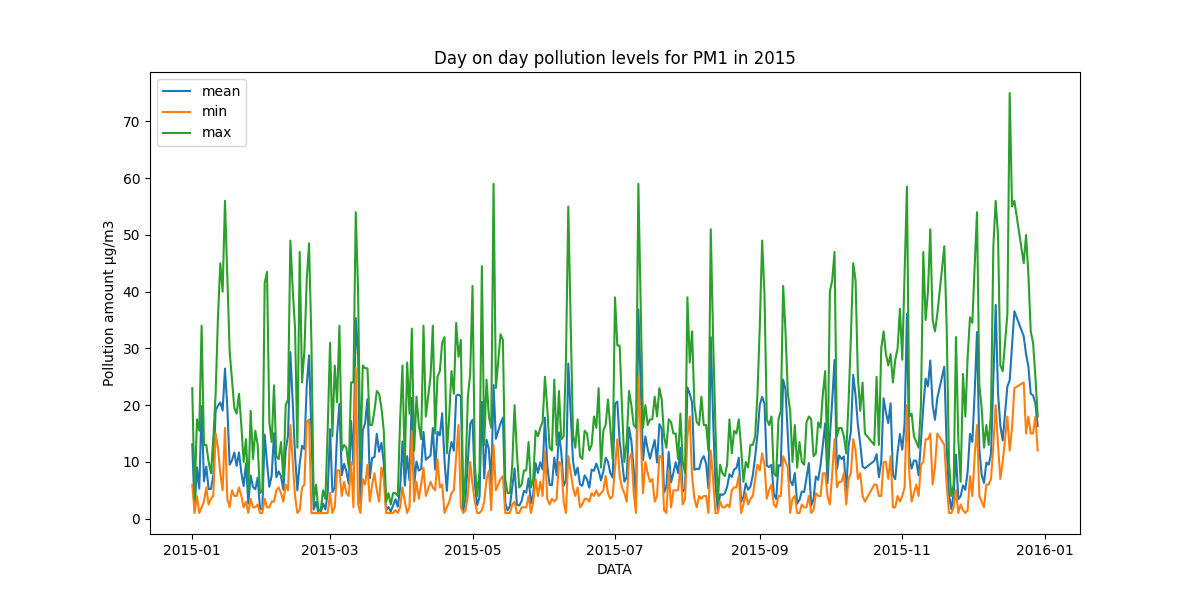 Day on day pollution levels for PM1 in 2015
mean
min
max
Pollution amount µg/m3
70
60
50
40
30
20
10
0
2015-01
2015-03
2015-05
2015-07
2015-09
2015-11
2016-01
DATA